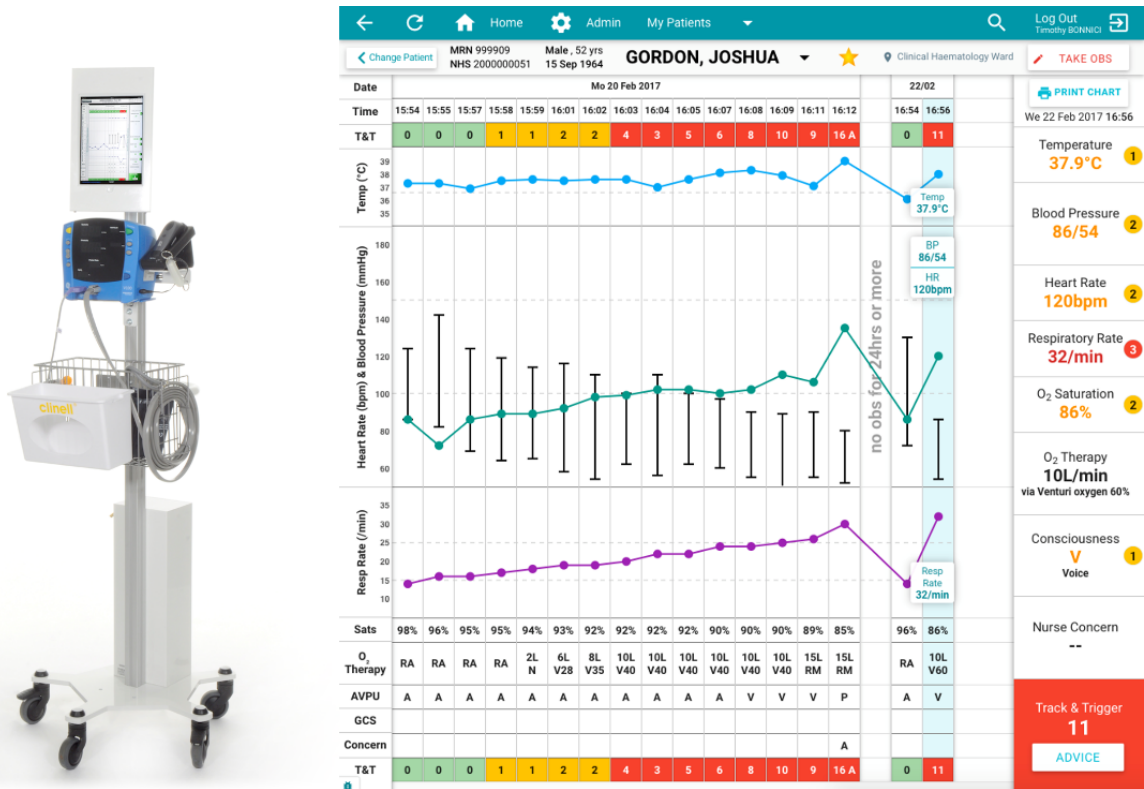 clinell
Home Admin My Patients
Log Out
Timothy BONNICI
Change Patient
MRN 999909
NHS 2000000051
Male , 52 yrs
15 Sep 1964
GORDON, JOSHUA
Clinical Haematology Ward
TAKE OBS
Date Mo 20 Feb 2017 22/02
Time 15:54 15:55 15:57 15:58 15:59 16:01 16:02 16:03 16:04 16:05 16:07 16:08 16:09 16:11 16:12 16:54 16:56
T&T 0 0 0 1 1 2 2 4 3 5 6 8 10 9 16 A 0 11
Temp (°C)
39
38
37
36
35
Temp
37.9°C
Heart Rate (bpm) & Blood Pressure (mmHg)
180
160
140
120
100
80
60
no obs for 24hrs or more
BP
86/54
HR
120bpm
Resp Rate (/min)
35
30
25
20
15
10
Resp
Rate
32/min
Sats 98% 96% 95% 95% 94% 93% 92% 92% 92% 92% 90% 90% 90% 89% 85% 96% 86%
O₂ Therapy RA RA RA RA 2L N 6L V28 8L V35 10L V40 10L V40 10L V40 10L V40 10L V40 10L V40 15L RM 15L RM RA 10L V60
AVPU A A A A A A A A A A A V V V P A V
GCS
Concern A
T&T 0 0 0 1 1 2 2 4 3 5 6 8 10 9 16 A 0 11
PRINT CHART
We 22 Feb 2017 16:56
Temperature
37.9°C 1
Blood Pressure
86/54 2
Heart Rate
120bpm 2
Respiratory Rate
32/min 3
O₂ Saturation
86% 2
O₂ Therapy
10L/min
via Venturi oxygen 60%
Consciousness
V 1
Voice
Nurse Concern
--
Track & Trigger
11
ADVICE